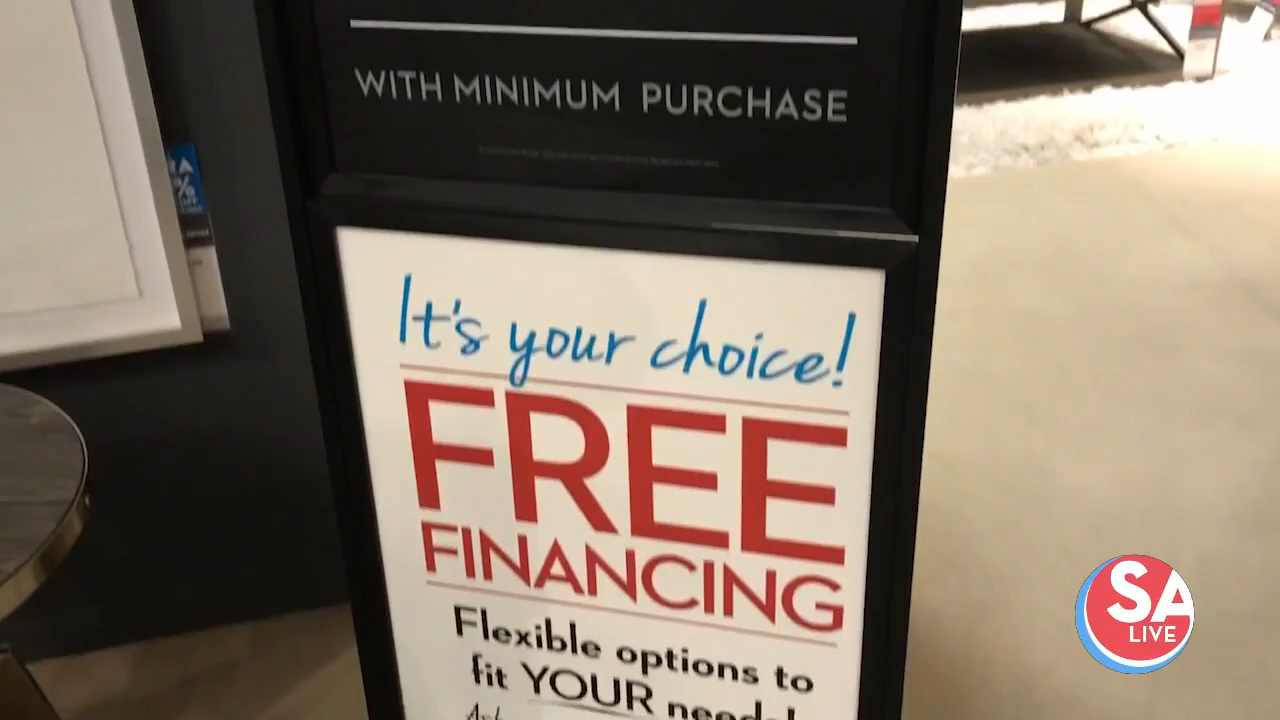 WITH MINIMUM PURCHASE
It's your choice!
FREE
FINANCING
Flexible options to
fit YOUR needs!
SA
LIVE